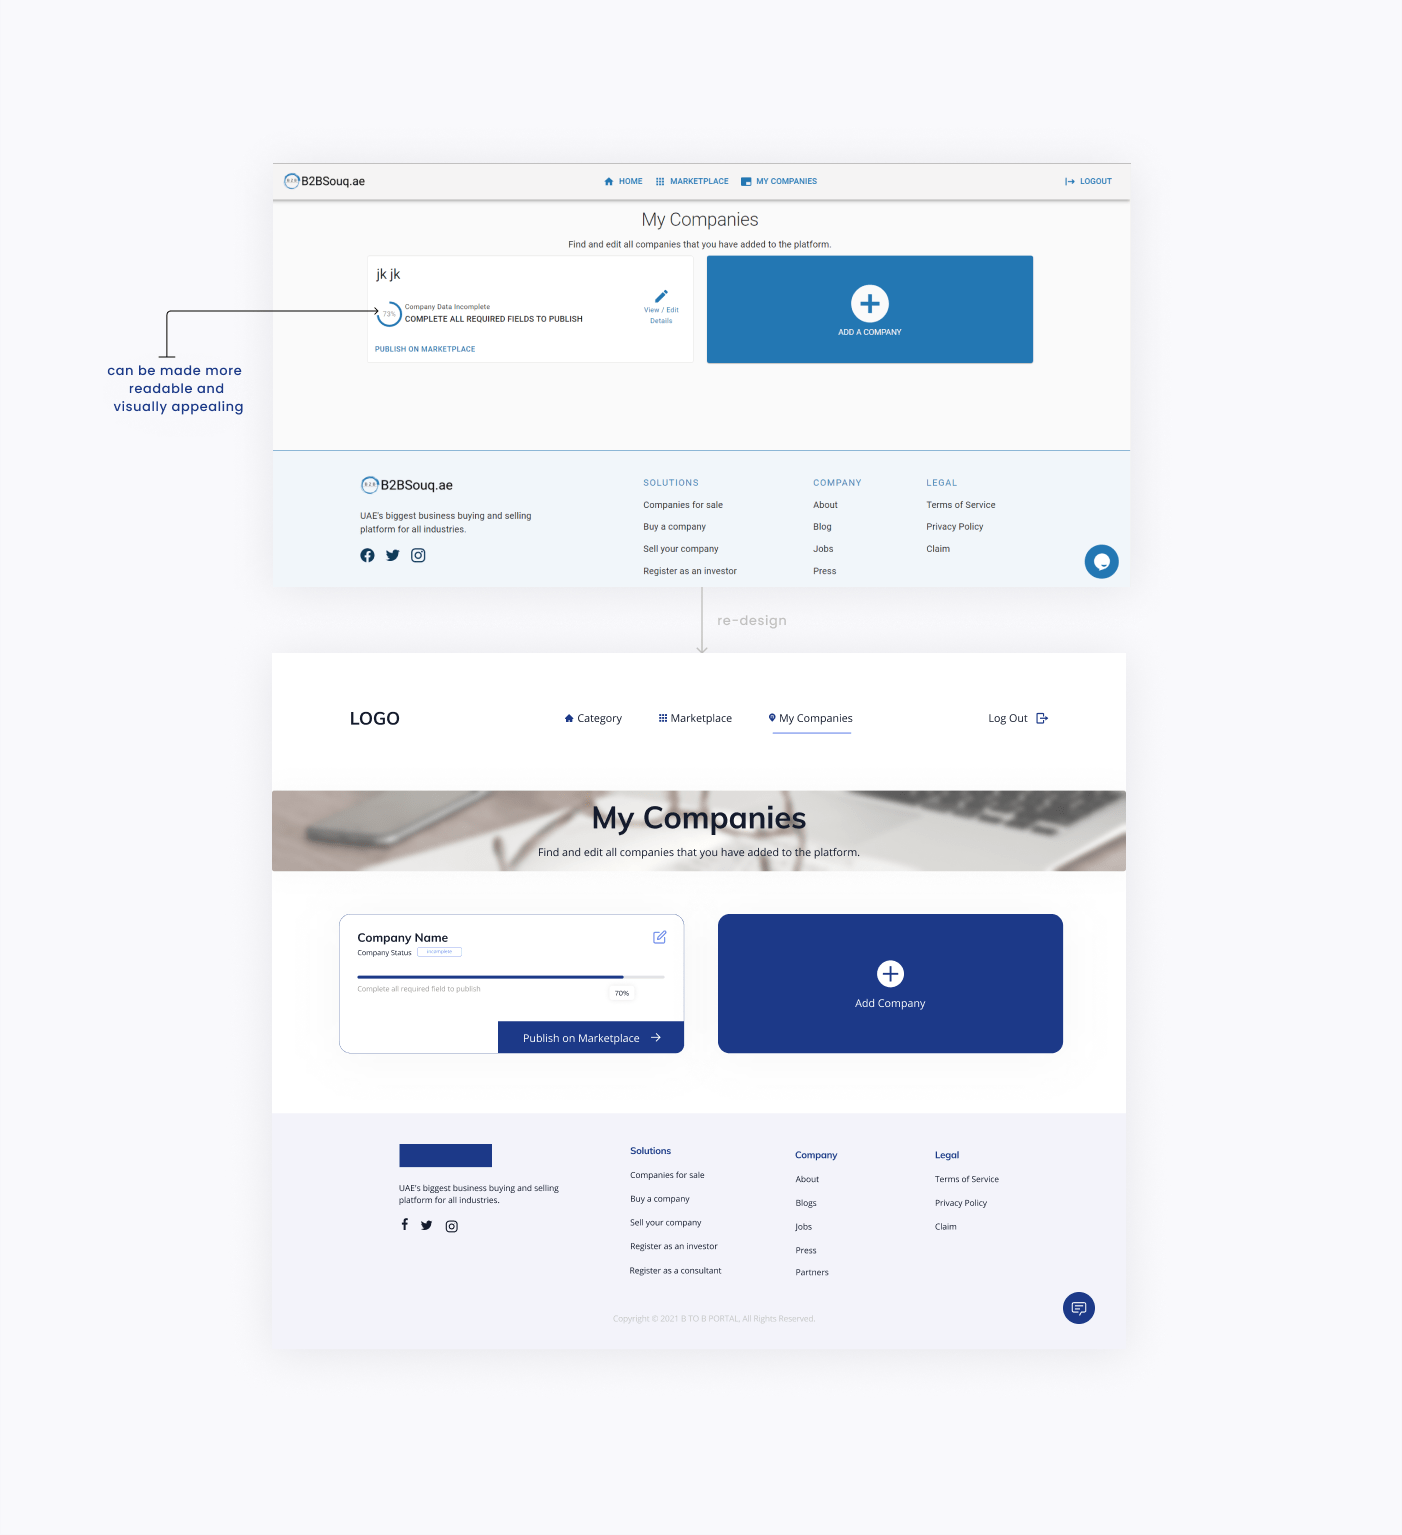 B2BSouq.ae
HOME MARKETPLACE MY COMPANIES
LOGOUT
My Companies
Find and edit all companies that you have added to the platform.
jk jk
73%
Company Data Incomplete
COMPLETE ALL REQUIRED FIELDS TO PUBLISH
View / Edit
Details
PUBLISH ON MARKETPLACE
ADD A COMPANY
can be made more
readable and
visually appealing
B2BSouq.ae
UAE's biggest business buying and selling
platform for all industries.
SOLUTIONS
Companies for sale
Buy a company
Sell your company
Register as an investor
COMPANY
About
Blog
Jobs
Press
LEGAL
Terms of Service
Privacy Policy
Claim
re-design
LOGO
Category Marketplace My Companies
Log Out
My Companies
Find and edit all companies that you have added to the platform.
Company Name
Company Status Incomplete
Complete all required field to publish
70%
Publish on Marketplace
Add Company
UAE's biggest business buying and selling
platform for all industries.
Solutions
Companies for sale
Buy a company
Sell your company
Register as an investor
Register as a consultant
Company
About
Blogs
Jobs
Press
Partners
Legal
Terms of Service
Privacy Policy
Claim
Copyright © 2021 B TO B PORTAL, All Rights Reserved.